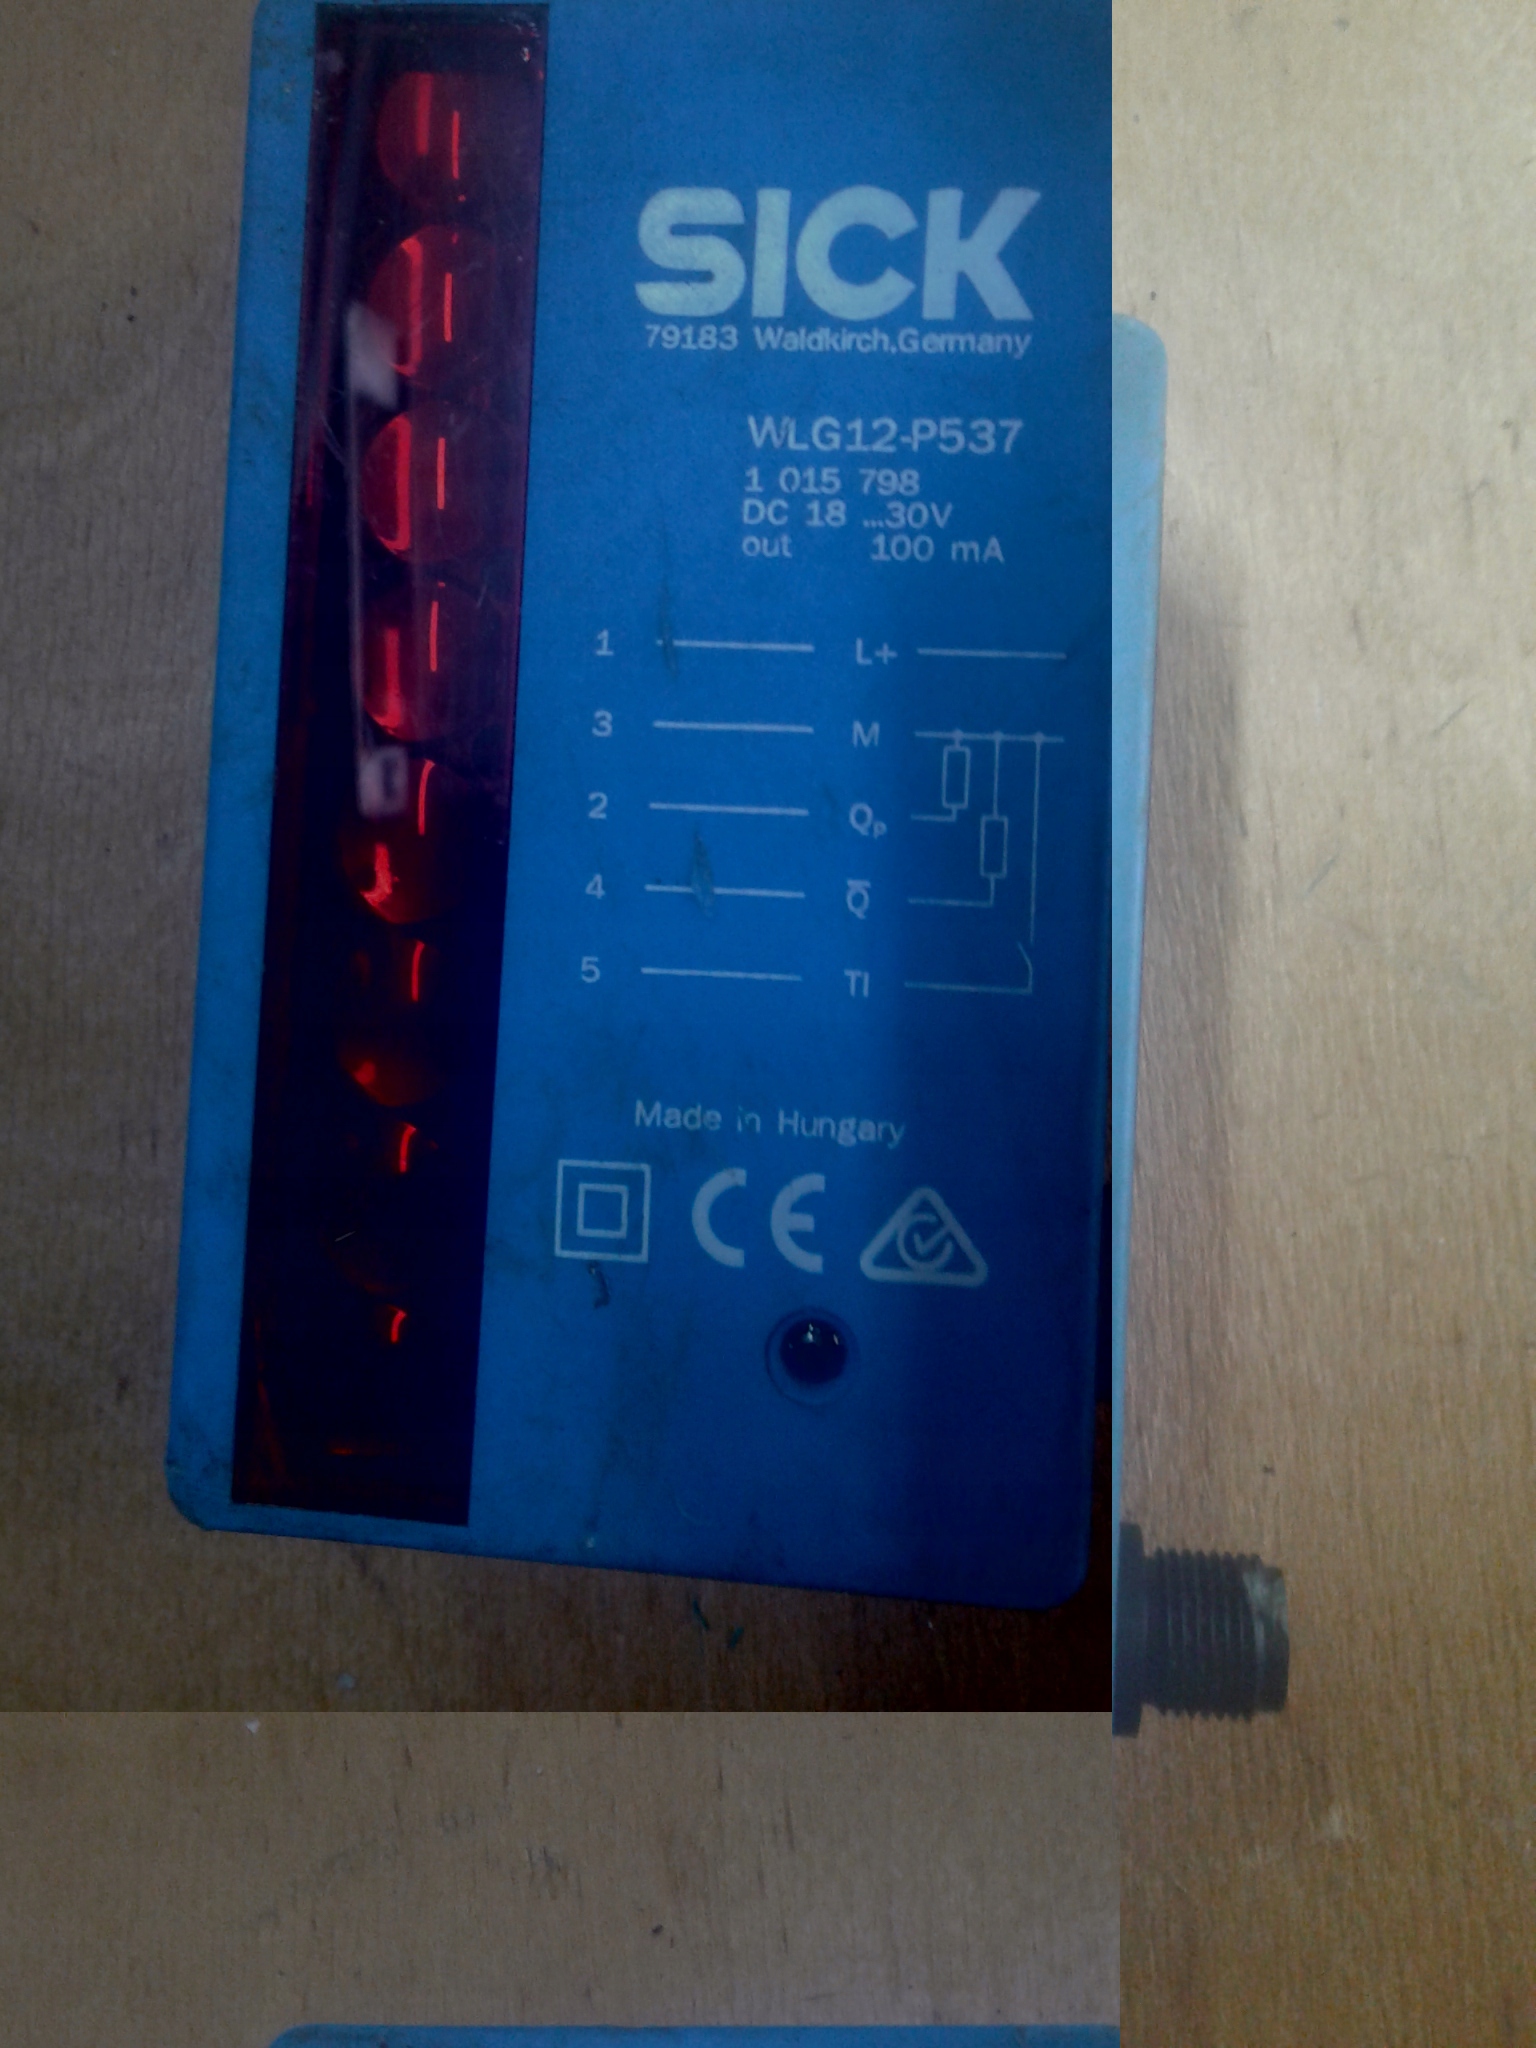 SICK
79183 Waldkirch,Germany
WLG12-P537
1 015 798
DC 18 ...30V
out 100 mA
1 L+
3 M
2 Qₚ
4 Q̅
5 TI
Made in Hungary
CE